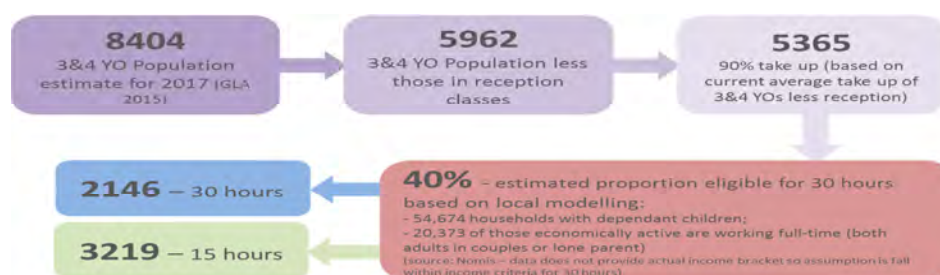 8404
3&4 YO Population
estimate for 2017 (GLA
2015)
5962
3&4 YO Population less
those in reception
classes
5365
90% take up (based on
current average take up of
3&4 YOs less reception)
40% - estimated proportion eligible for 30 hours
based on local modelling:
- 54,674 households with dependant children;
- 20,373 of those economically active are working full-time (both
adults in couples or lone parent)
(source: Nomis – data does not provide actual income bracket so assumption is fall
within income criteria for 30 hours)
2146 – 30 hours
3219 – 15 hours